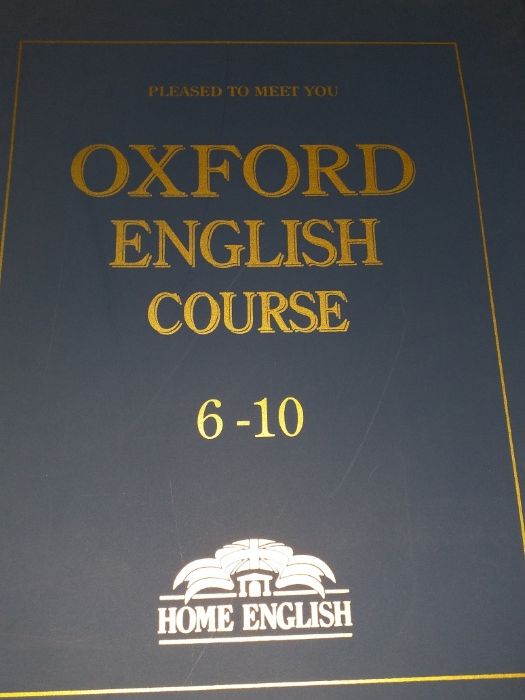 PLEASED TO MEET YOU
OXFORD
ENGLISH
COURSE
6-10
HOME ENGLISH